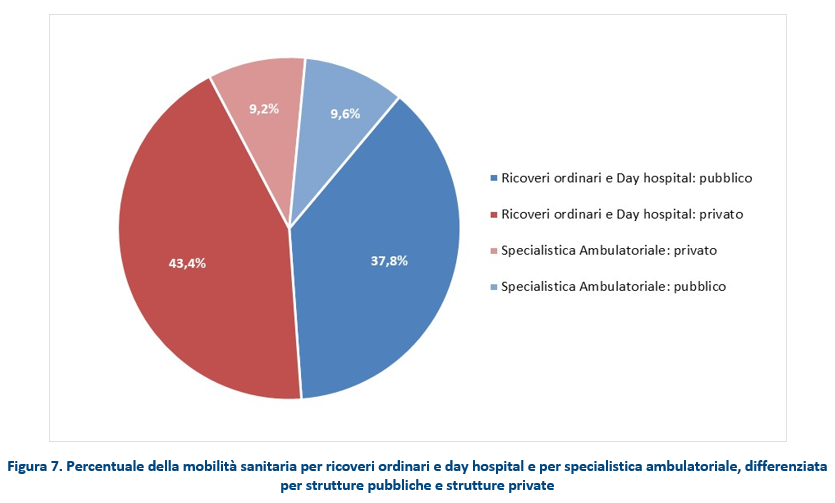 9,2%
9,6%
43,4%
37,8%
Ricoveri ordinari e Day hospital: pubblico
Ricoveri ordinari e Day hospital: privato
Specialistica Ambulatoriale: privato
Specialistica Ambulatoriale: pubblico
Figura 7. Percentuale della mobilità sanitaria per ricoveri ordinari e day hospital e per specialistica ambulatoriale, differenziata
per strutture pubbliche e strutture private